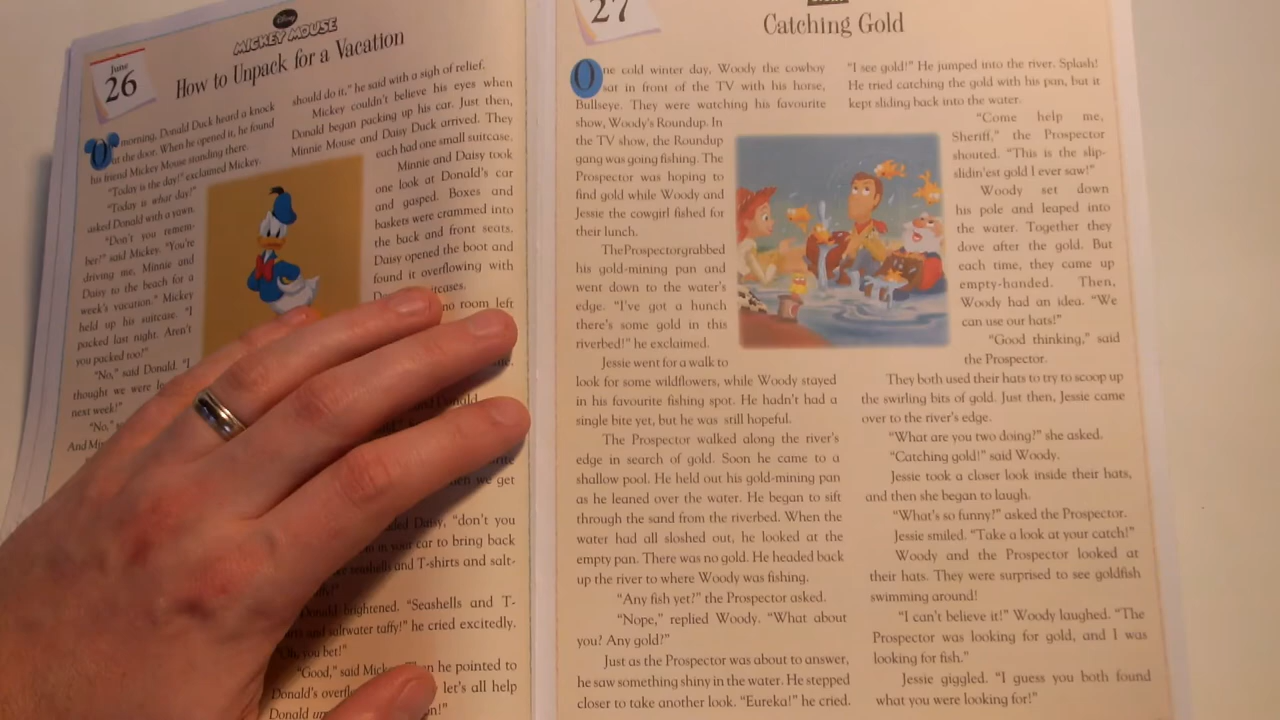 Disney
MICKEY MOUSE
June
26
How to Unpack for a Vacation
One morning, Donald Duck heard a knock
at the door. When he opened it, he found
his friend Mickey Mouse standing there.
"Today is the day!" exclaimed Mickey.
"Today is what day?"
asked Donald with a yawn.
"Don't you remem-
ber?" said Mickey. "You're
driving me, Minnie and
Daisy to the beach for a
week's vacation." Mickey
held up his suitcase. "I
packed last night. Aren't
you packed too?"
"No," said Donald. "I
thought we were
next week!"
"No,"
And
should do it," he said with a sigh of relief.
Mickey couldn't believe his eyes when
Donald began packing up his car. Just then,
Minnie Mouse and Daisy Duck arrived. They
each had one small suitcase.
Minnie and Daisy took
one look at Donald's car
and gasped. Boxes and
baskets were crammed into
the back and front seats.
Daisy opened the boot and
found it overflowing with
no room left
and Donald.
get
Daisy, "don't you
in your car to bring back
seashells and T-shirts and salt-
Donald brightened. "Seashells and T-
and saltwater taffy!" he cried excitedly.
"Oh, you bet!"
"Good," said Mickey. Then he pointed to
Donald's let's all help
Donald
27
Catching Gold
One cold winter day, Woody the cowboy
sat in front of the TV with his horse,
Bullseye. They were watching his favourite
show, Woody's Roundup. In
the TV show, the Roundup
gang was going fishing. The
Prospector was hoping to
find gold while Woody and
Jessie the cowgirl fished for
their lunch.
The Prospector grabbed
his gold-mining pan and
went down to the water's
edge. "I've got a hunch
there's some gold in this
riverbed!" he exclaimed.
Jessie went for a walk to
look for some wildflowers, while Woody stayed
in his favourite fishing spot. He hadn't had a
single bite yet, but he was still hopeful.
The Prospector walked along the river's
edge in search of gold. Soon he came to a
shallow pool. He held out his gold-mining pan
as he leaned over the water. He began to sift
through the sand from the riverbed. When the
water had all sloshed out, he looked at the
empty pan. There was no gold. He headed back
up the river to where Woody was fishing.
"Any fish yet?" the Prospector asked.
"Nope," replied Woody. "What about
you? Any gold?"
Just as the Prospector was about to answer,
he saw something shiny in the water. He stepped
closer to take another look. "Eureka!" he cried.
"I see gold!" He jumped into the river. Splash!
He tried catching the gold with his pan, but it
kept sliding back into the water.
"Come help me,
Sheriff," the Prospector
shouted. "This is the slip-
slidin'est gold I ever saw!"
Woody set down
his pole and leaped into
the water. Together they
dove after the gold. But
each time, they came up
empty-handed. Then,
Woody had an idea. "We
can use our hats!"
"Good thinking," said
the Prospector.
They both used their hats to try to scoop up
the swirling bits of gold. Just then, Jessie came
over to the river's edge.
"What are you two doing?" she asked.
"Catching gold!" said Woody.
Jessie took a closer look inside their hats,
and then she began to laugh.
"What's so funny?" asked the Prospector.
Jessie smiled. "Take a look at your catch!"
Woody and the Prospector looked at
their hats. They were surprised to see goldfish
swimming around!
"I can't believe it!" Woody laughed. "The
Prospector was looking for gold, and I was
looking for fish."
Jessie giggled. "I guess you both found
what you were looking for!"